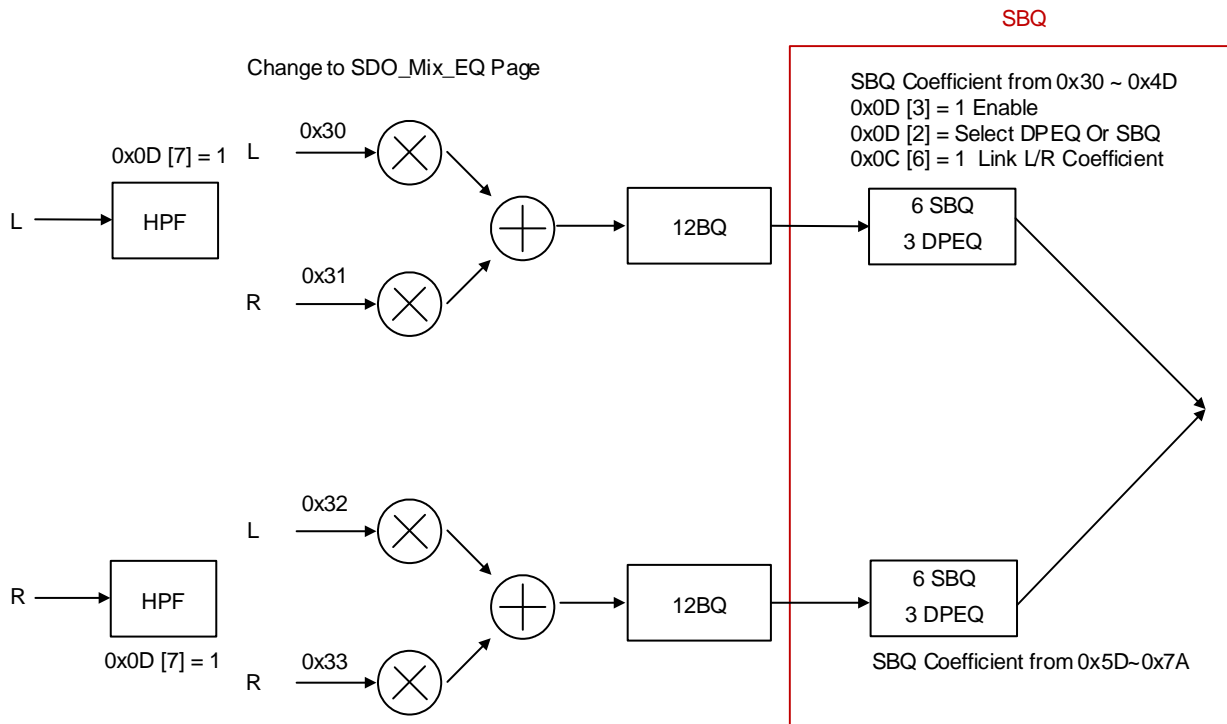 SBQ
Change to SDO_Mix_EQ Page
SBQ Coefficient from 0x30 ~ 0x4D
0x0D [3] = 1 Enable
0x0D [2] = Select DPEQ Or SBQ
0x0C [6] = 1 Link L/R Coefficient
0x0D [7] = 1
L
HPF
L
0x30
R
0x31
12BQ
6 SBQ
3 DPEQ
R
HPF
0x0D [7] = 1
L
0x32
R
0x33
12BQ
6 SBQ
3 DPEQ
SBQ Coefficient from 0x5D~0x7A